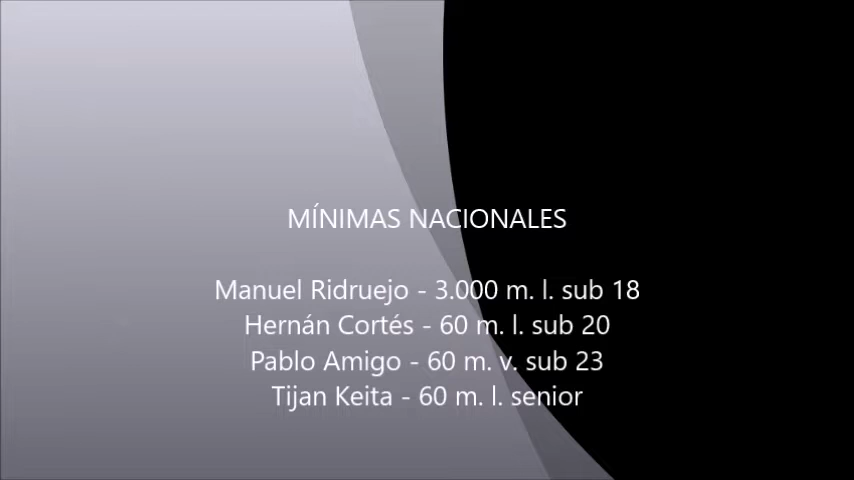 MÍNIMAS NACIONALES
Manuel Ridruejo - 3.000 m. l. sub 18
Hernán Cortés - 60 m. l. sub 20
Pablo Amigo - 60 m. v. sub 23
Tijan Keita - 60 m. l. senior